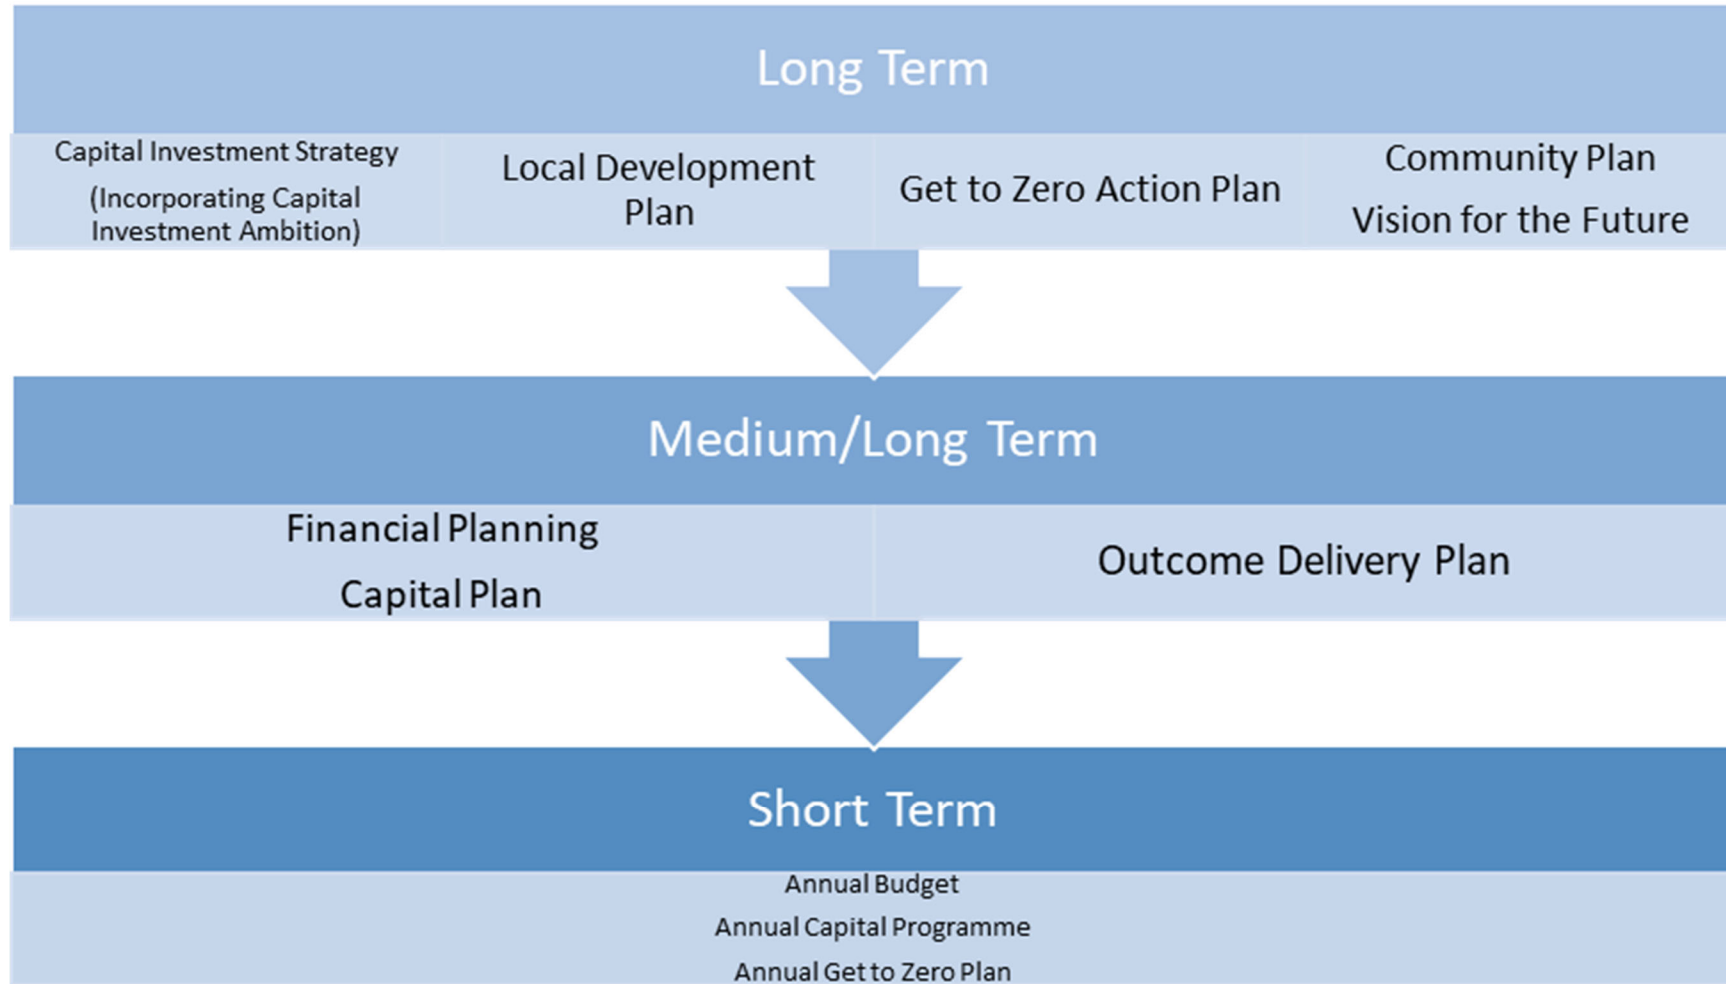 Long Term
Capital Investment Strategy
(Incorporating Capital
Investment Ambition)
Local Development
Plan
Get to Zero Action Plan
Community Plan
Vision for the Future
Medium/Long Term
Financial Planning
Capital Plan
Outcome Delivery Plan
Short Term
Annual Budget
Annual Capital Programme
Annual Get to Zero Plan